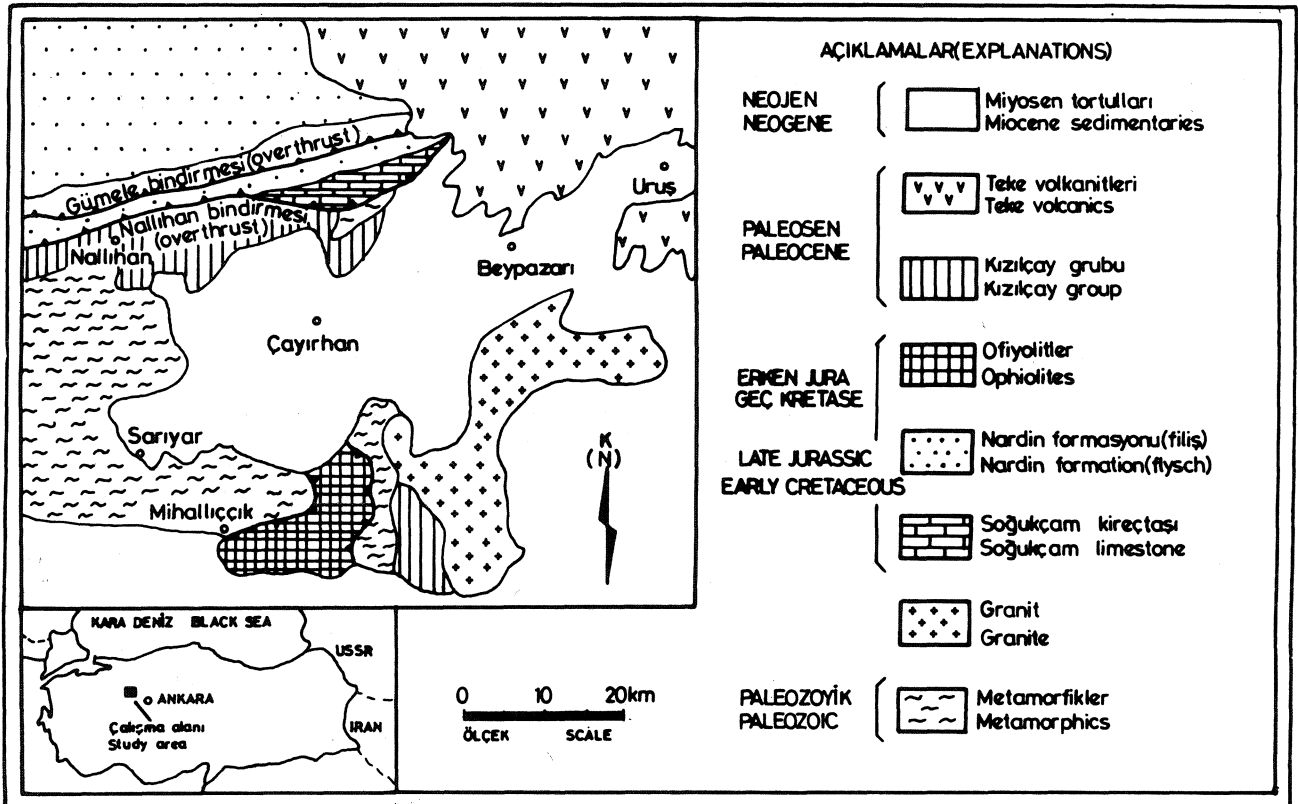 Gümele bindirmesi (overthrust)
Nallıhan bindirmesi
(overthrust)
Nallıhan
Uruş
Beypazarı
Çayırhan
Sarıyar
Mihallıççık
K
(N)
KARA DENİZ BLACK SEA
USSR
ANKARA
Çalışma alanı
Study area
IRAN
0 10 20km
ÖLÇEK SCALE
AÇIKLAMALAR(EXPLANATIONS)
NEOJEN
NEOGENE
Miyosen tortulları
Miocene sedimentaries
PALEOSEN
PALEOCENE
Teke volkanitleri
Teke volcanics
Kızılçay grubu
Kızılçay group
ERKEN JURA
GEÇ KRETASE
LATE JURASSIC
EARLY CRETACEOUS
Ofiyolitler
Ophiolites
Nardin formasyonu(filiş)
Nardin formation(flysch)
Soğukçam kireçtaşı
Soğukçam limestone
Granit
Granite
PALEOZOYİK
PALEOZOIC
Metamorfikler
Metamorphics